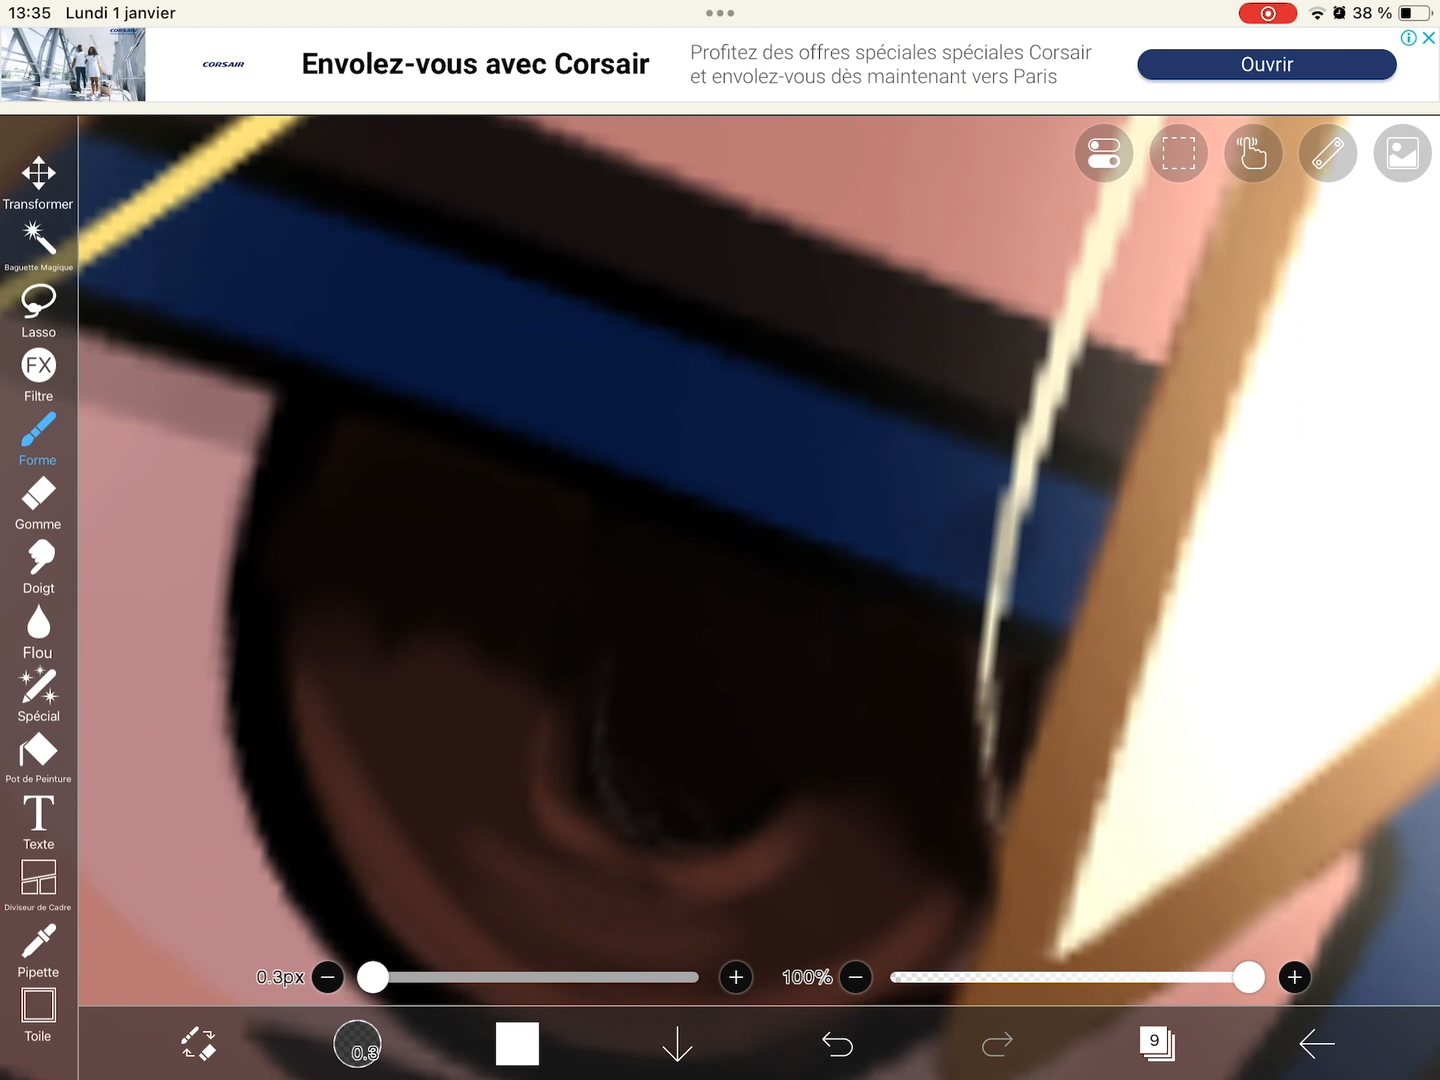 13:35 Lundi 1 janvier
38 %
CORSAIR
CORSAIR
Envolez-vous avec Corsair
Profitez des offres spéciales spéciales Corsair
et envolez-vous dès maintenant vers Paris
Ouvrir
Transformer
Baguette Magique
Lasso
FX
Filtre
Forme
Gomme
Doigt
Flou
Spécial
Pot de Peinture
T
Texte
Diviseur de Cadre
Pipette
Toile
0.3px
100%
0.3
9